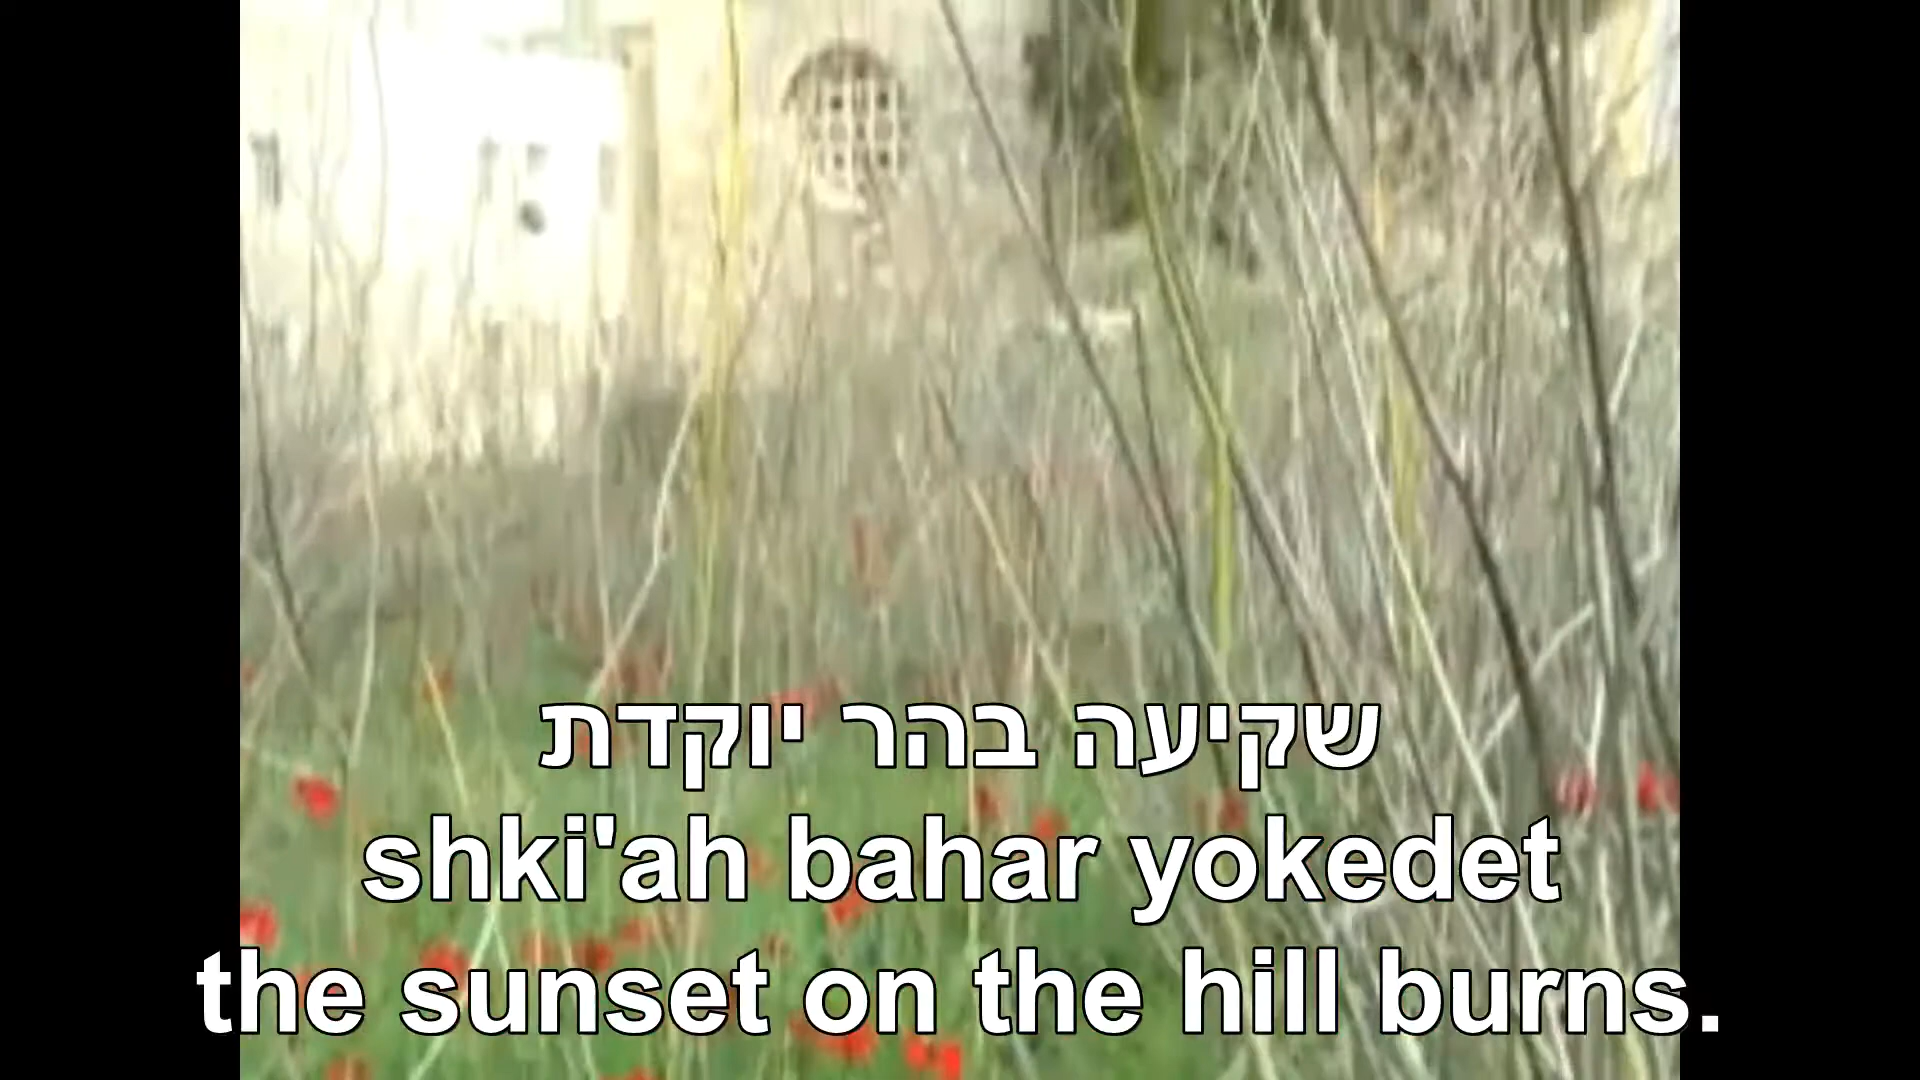 שקיעה בהר יוקדת
shki'ah bahar yokedet
the sunset on the hill burns.